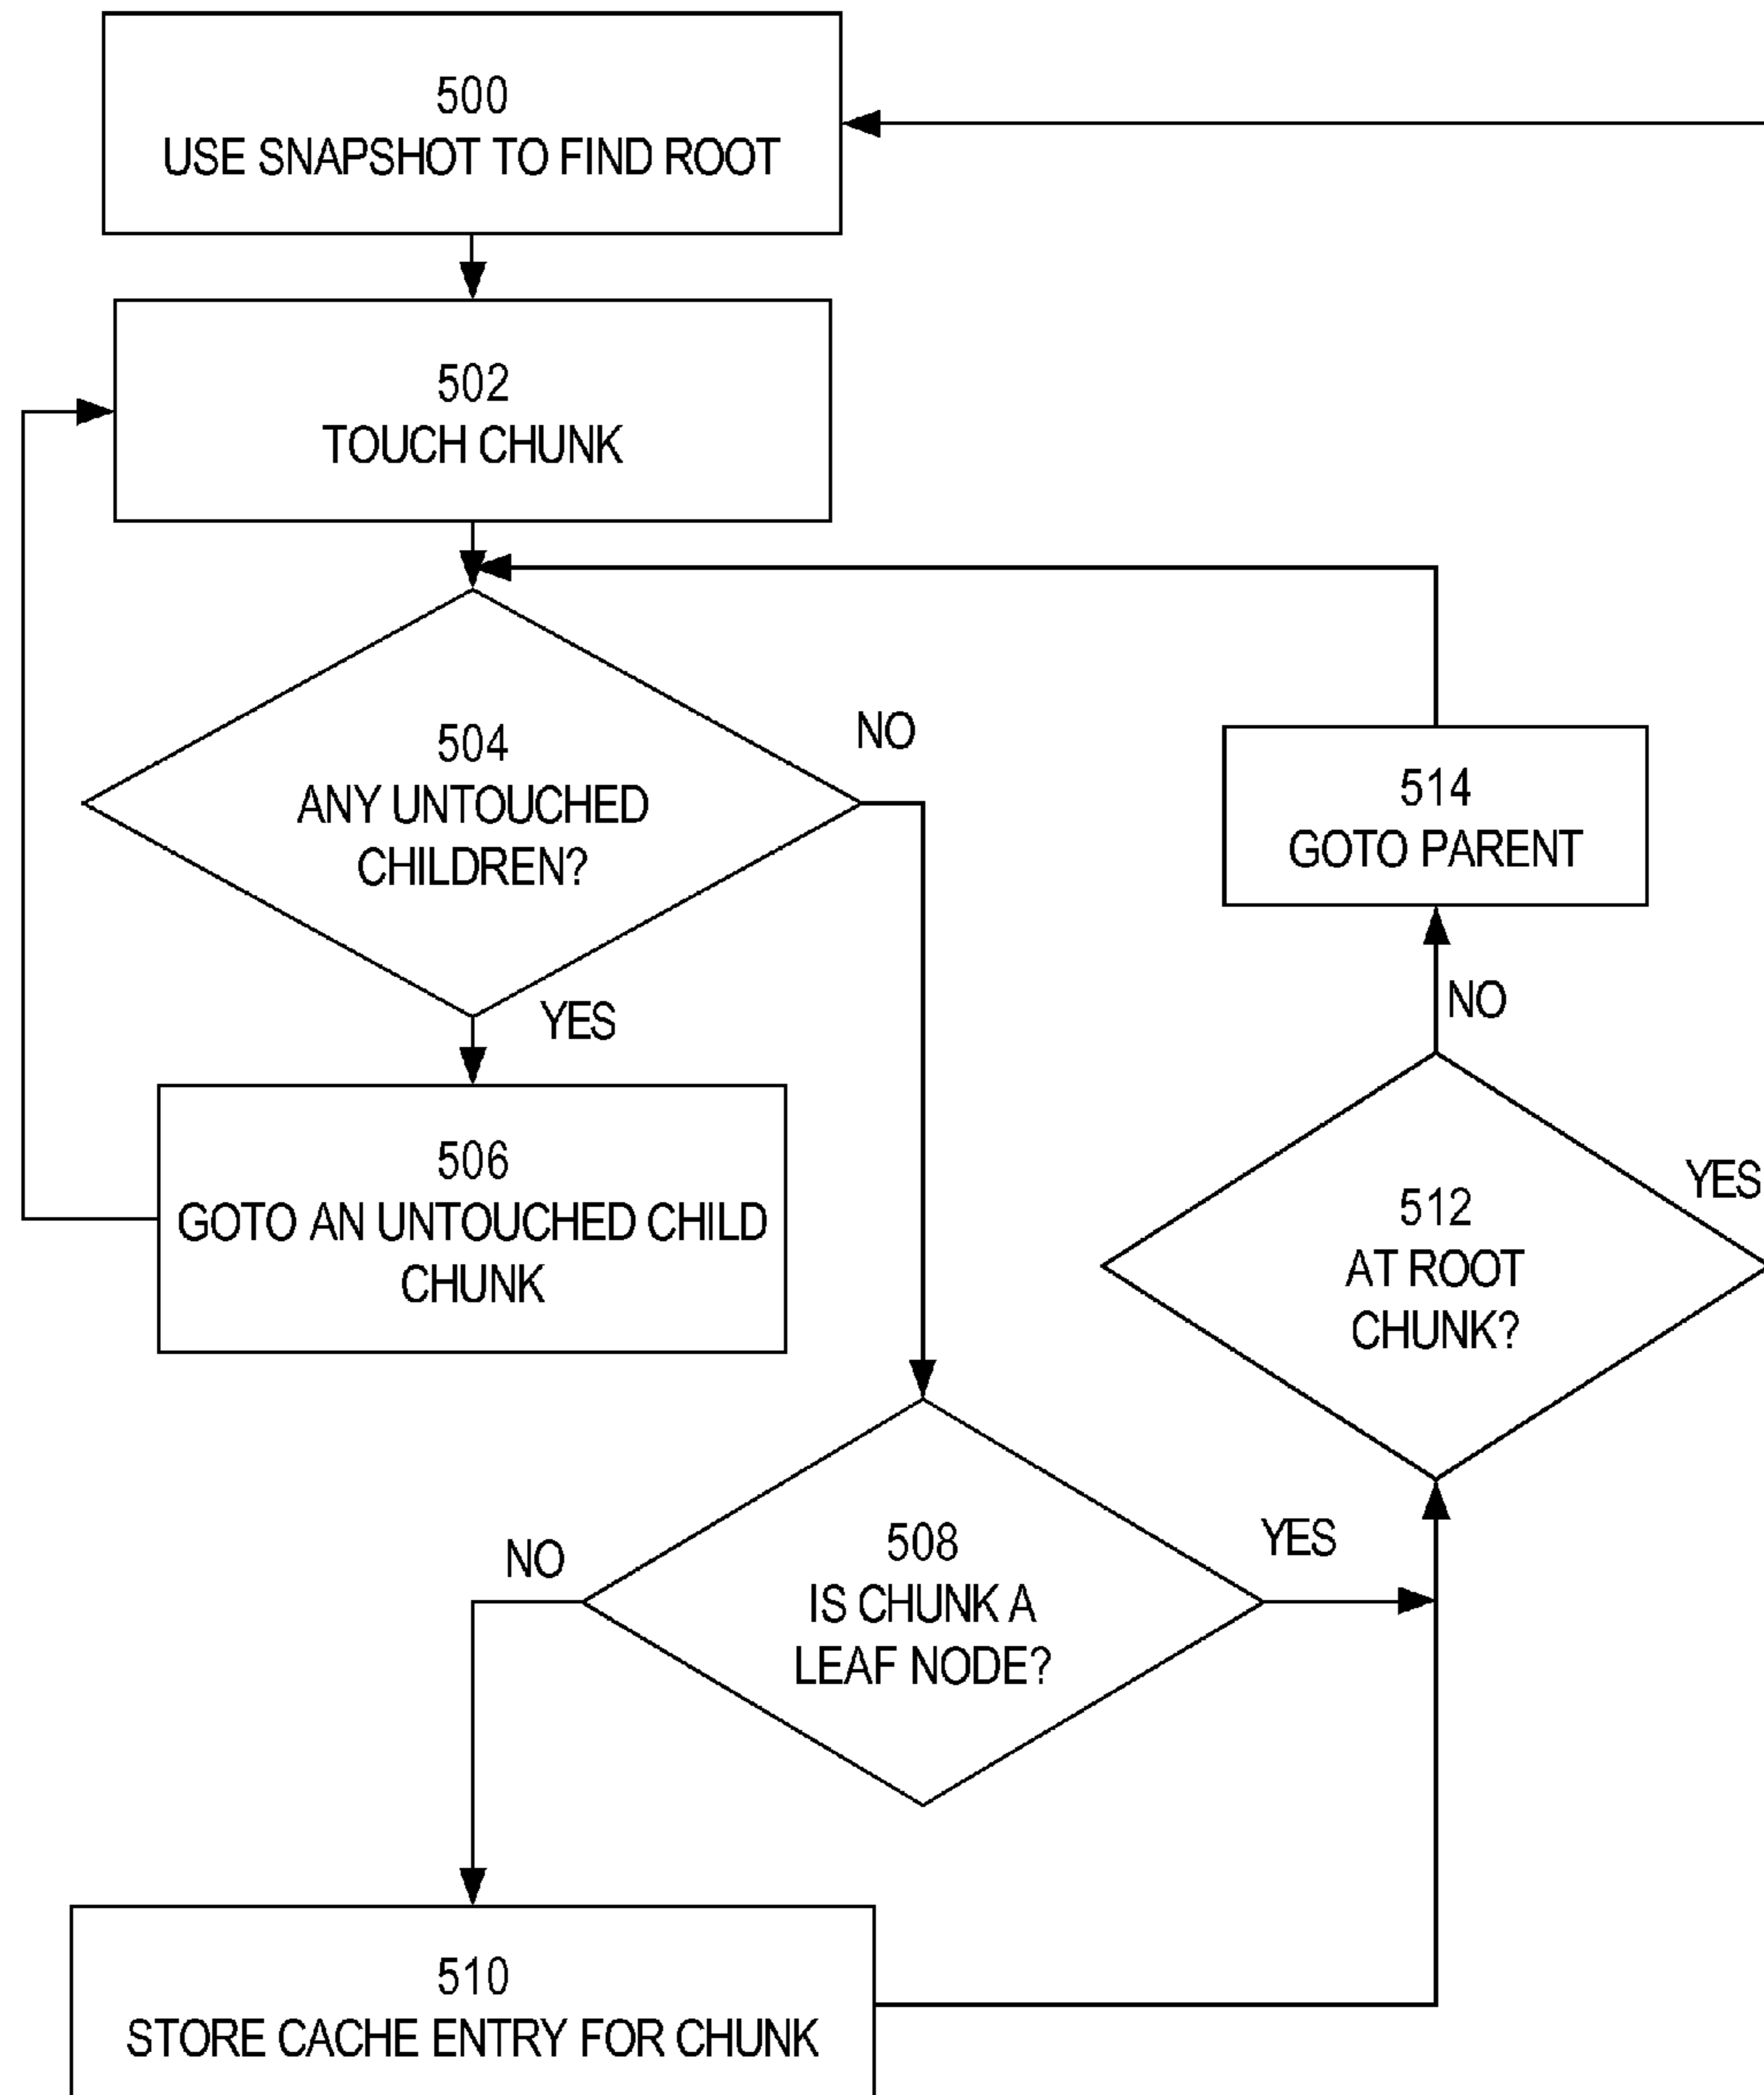 500
USE SNAPSHOT TO FIND ROOT
502
TOUCH CHUNK
504
ANY UNTOUCHED
CHILDREN?
NO
YES
506
GOTO AN UNTOUCHED CHILD
CHUNK
514
GOTO PARENT
NO
512
AT ROOT
CHUNK?
YES
508
IS CHUNK A
LEAF NODE?
NO
YES
510
STORE CACHE ENTRY FOR CHUNK